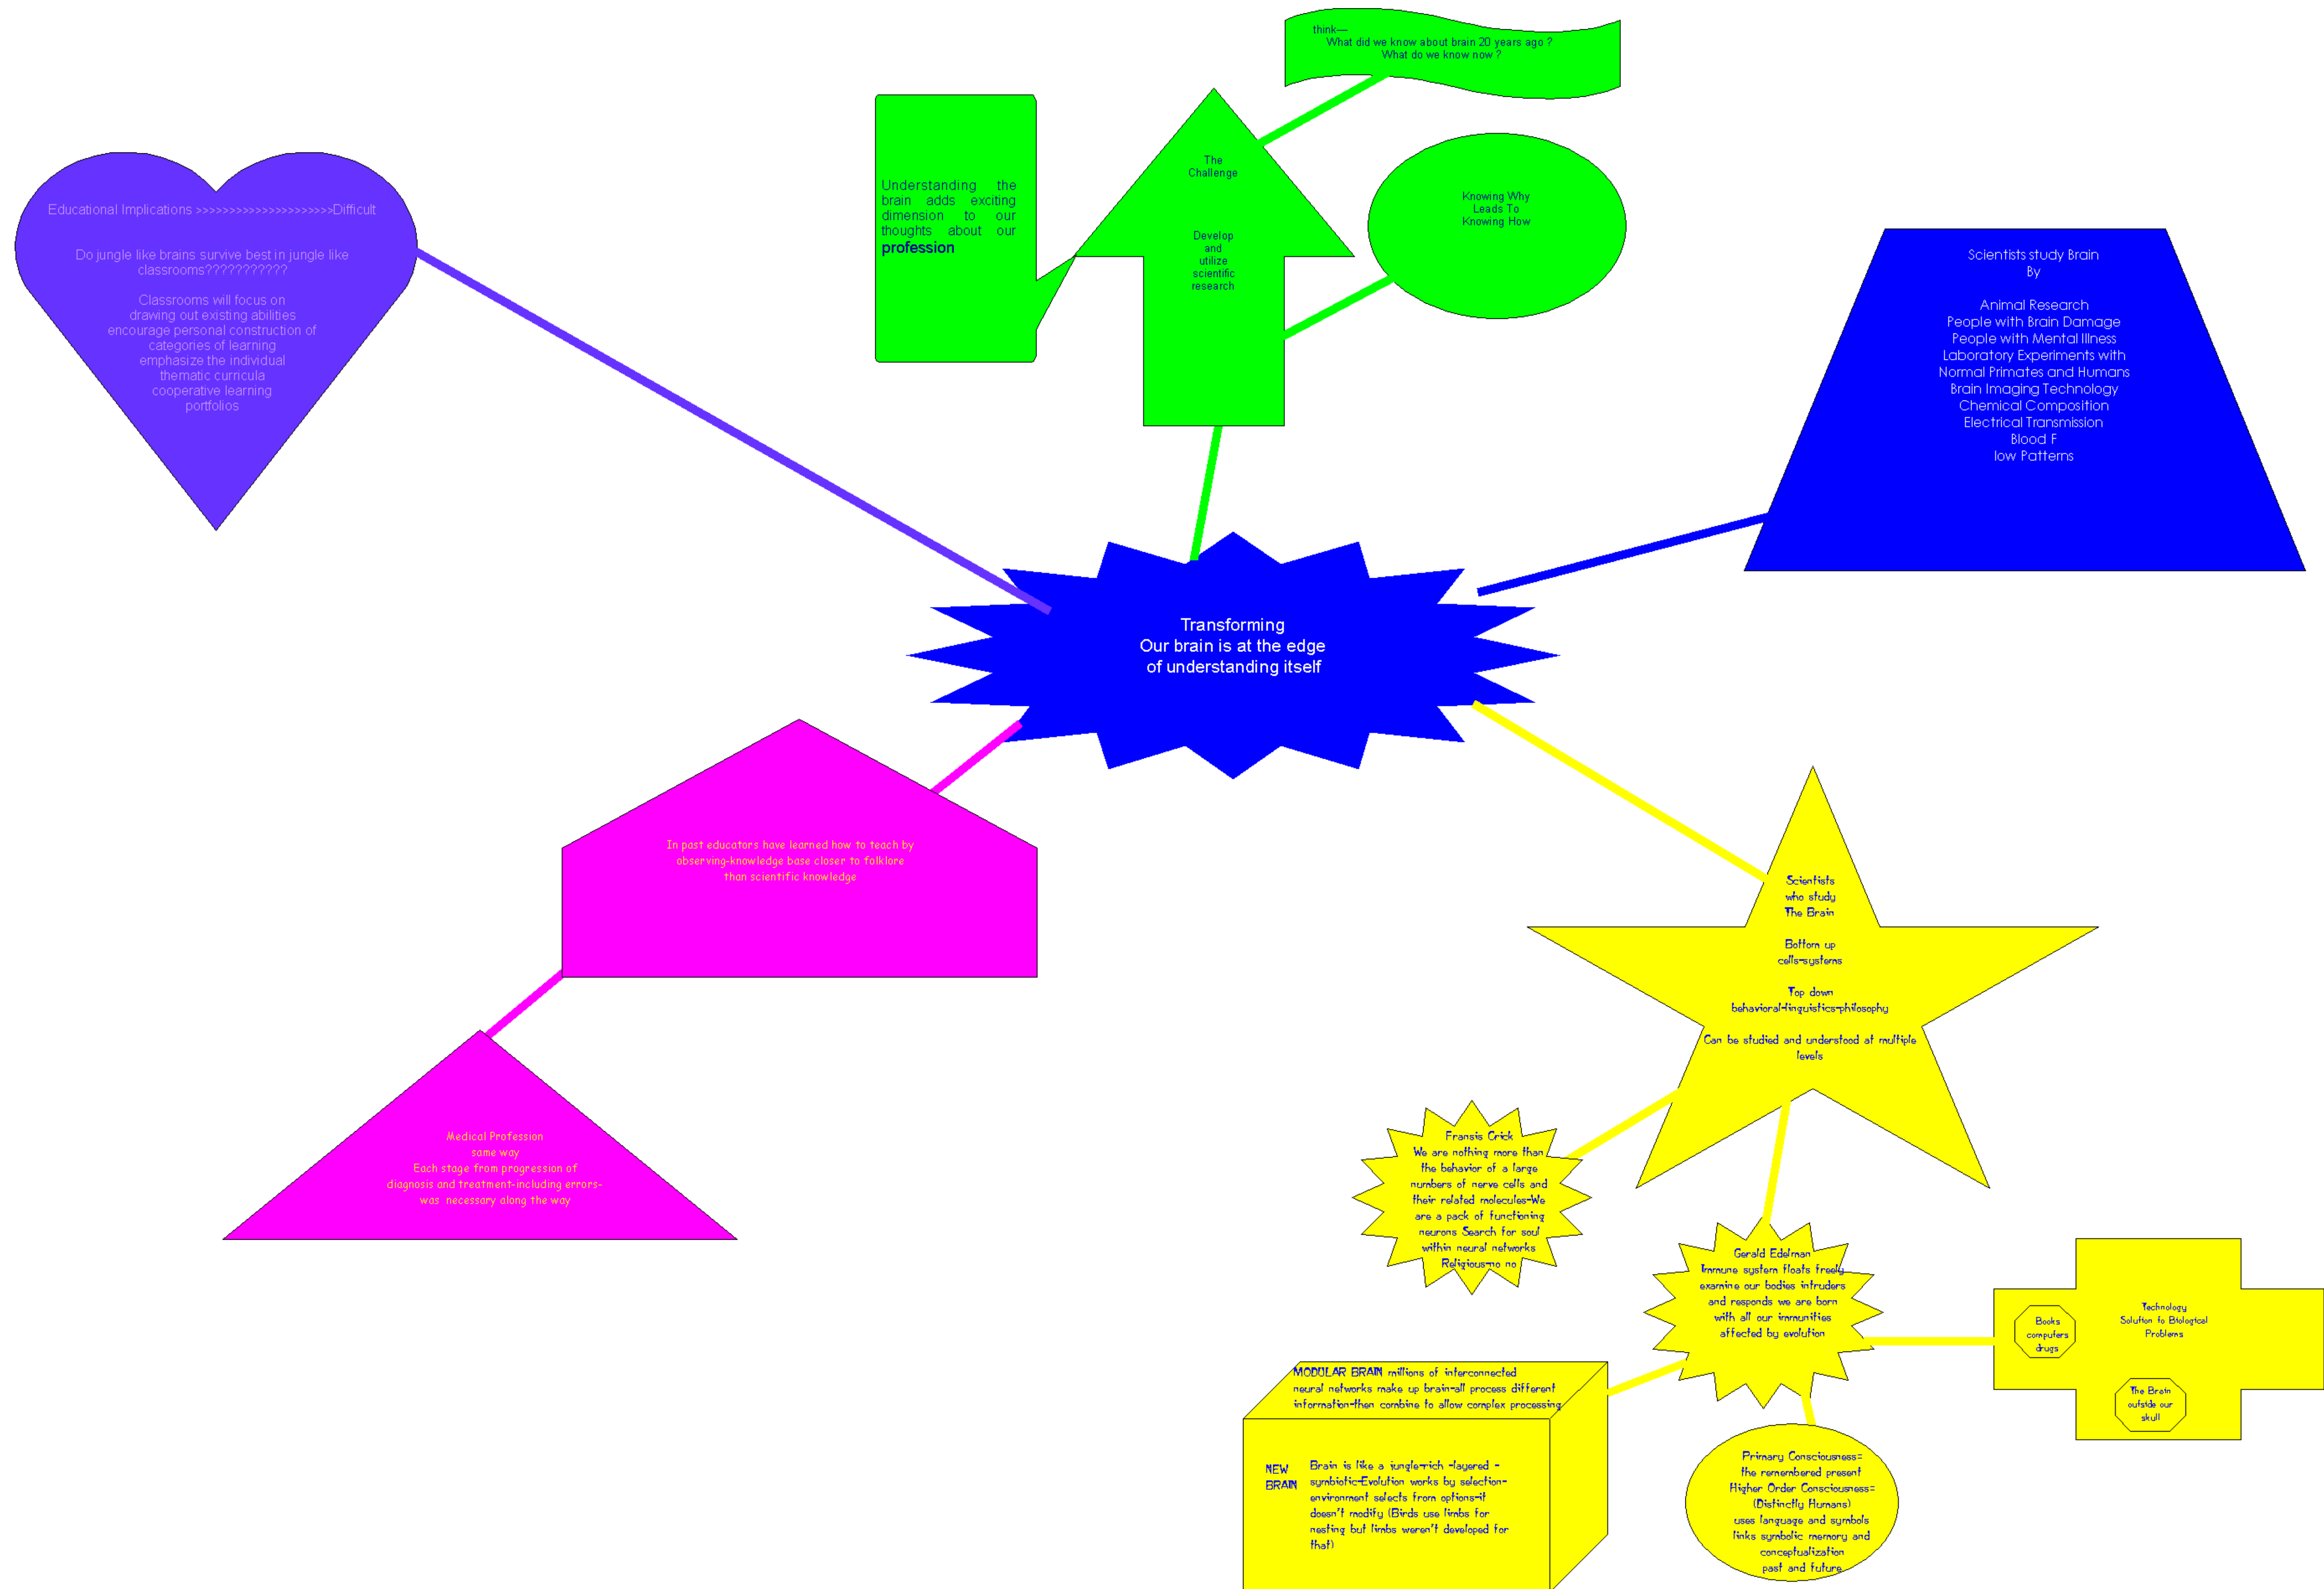 think—
What did we know about brain 20 years ago ?
What do we know now ?
Understanding the
brain adds exciting
dimension to our
thoughts about our
profession
The
Challenge
Develop
and
utilize
scientific
research
Knowing Why
Leads To
Knowing How
Educational Implications >>>>>>>>>>>>>>>>>>>>>Difficult
Do jungle like brains survive best in jungle like
classrooms???????????
Classrooms will focus on
drawing out existing abilities
encourage personal construction of
categories of learning
emphasize the individual
thematic curricula
cooperative learning
portfolios
Scientists study Brain
By
Animal Research
People with Brain Damage
People with Mental Illness
Laboratory Experiments with
Normal Primates and Humans
Brain Imaging Technology
Chemical Composition
Electrical Transmission
Blood F
low Patterns
Transforming
Our brain is at the edge
of understanding itself
In past educators have learned how to teach by
observing-knowledge base closer to folklore
than scientific knowledge
Medical Profession
same way
Each stage from progression of
diagnosis and treatment-including errors-
was necessary along the way
Scientists
who study
The Brain
Bottom up
cells-systems
Top down
behavioral-linguistics-philosophy
Can be studied and understood at multiple
levels
Fransis Crick
We are nothing more than
the behavior of a large
numbers of nerve cells and
their related molecules-We
are a pack of functioning
neurons Search for soul
within neural networks
Religious-no no
Gerald Edelman
Immune system floats freely
examine our bodies intruders
and responds we are born
with all our immunities
affected by evolution
Technology
Solution to Biological
Problems
Books
computers
drugs
The Brain
outside our
skull
MODULAR BRAIN millions of interconnected
neural networks make up brain-all process different
information-then combine to allow complex processing
NEW
BRAIN
Brain is like a jungle-rich -layered -
symbiotic-Evolution works by selection-
environment selects from options-it
doesn't modify (Birds use limbs for
nesting but limbs weren't developed for
that)
Primary Consciousness=
the remembered present
Higher Order Consciousness=
(Distinctly Humans)
uses language and symbols
links symbolic memory and
conceptualization
past and future